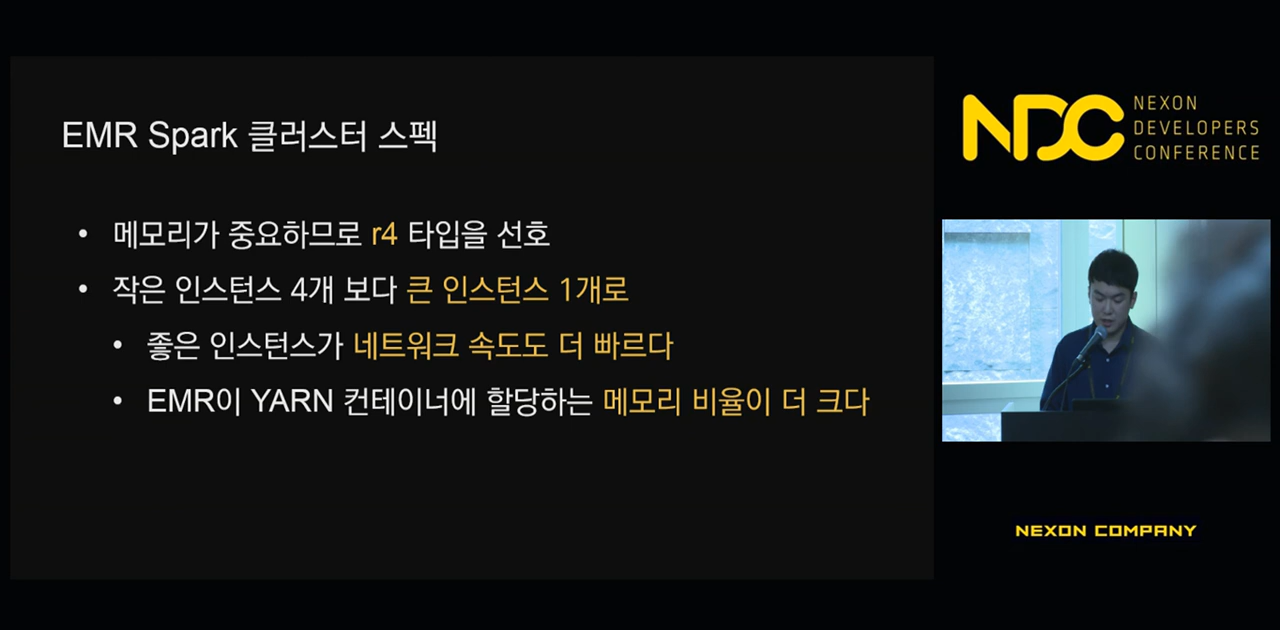 EMR Spark 클러스터 스펙
• 메모리가 중요하므로 r4 타입을 선호
• 작은 인스턴스 4개 보다 큰 인스턴스 1개로
• 좋은 인스턴스가 네트워크 속도도 더 빠르다
• EMR이 YARN 컨테이너에 할당하는 메모리 비율이 더 크다
NDC
NEXON
DEVELOPERS
CONFERENCE
NEXON COMPANY